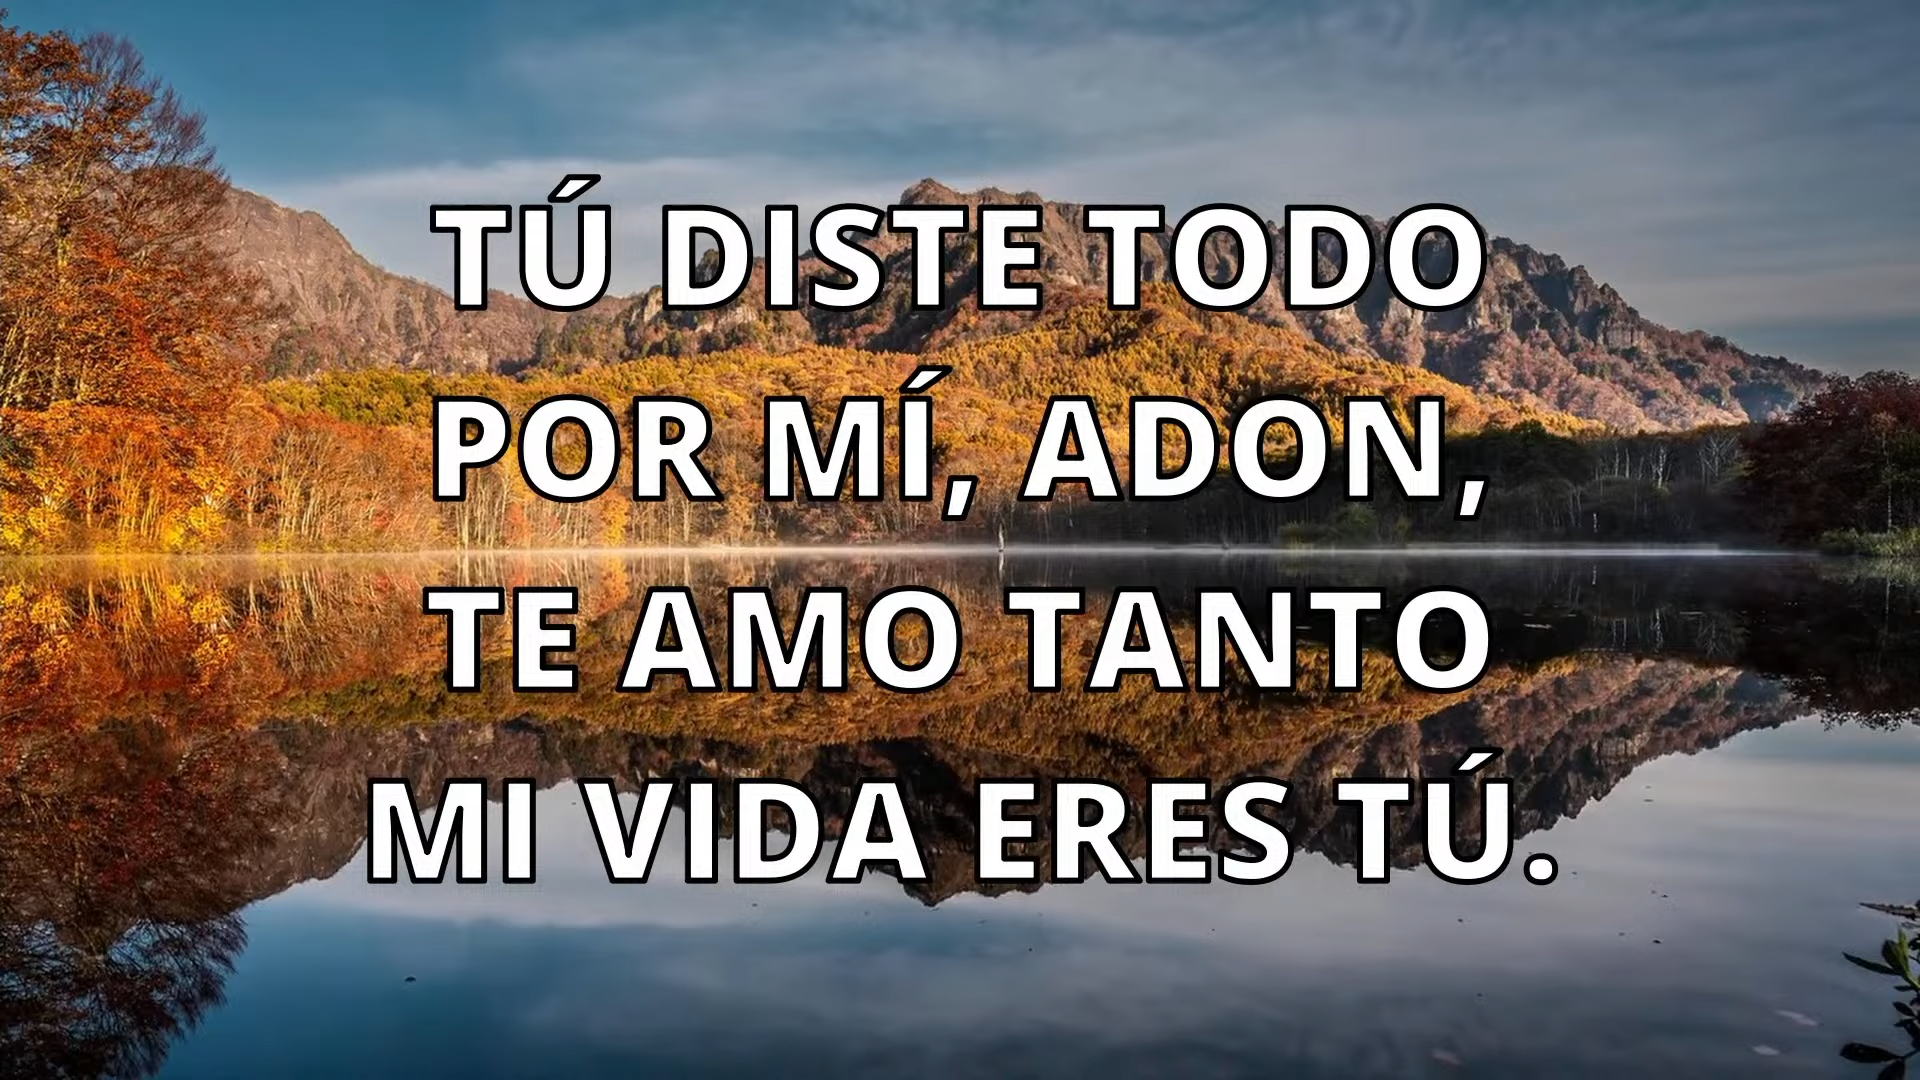 TÚ DISTE TODO
POR MÍ, ADON,
TE AMO TANTO
MI VIDA ERES TÚ.